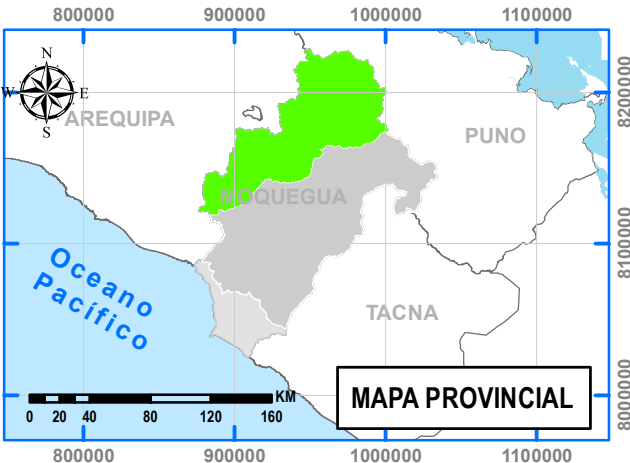 800000 900000 1000000 1100000
N
W E
S
AREQUIPA
PUNO
MOQUEGUA
TACNA
Oceano
Pacífico
8200000
8100000
8000000
KM
0 20 40 80 120 160
MAPA PROVINCIAL
800000 900000 1000000 1100000